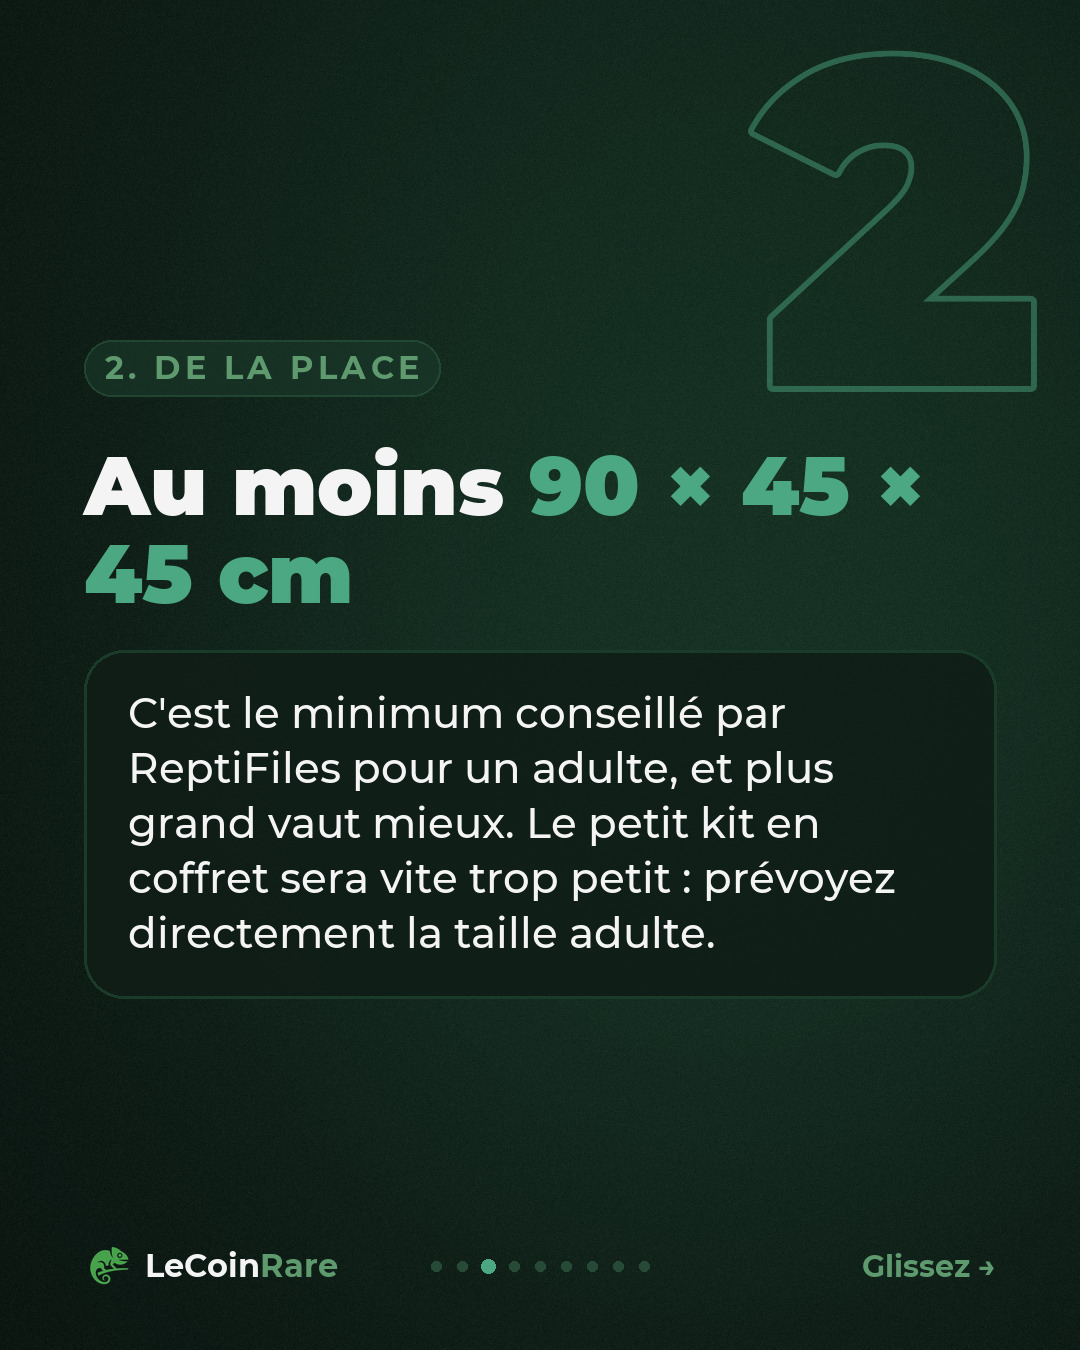 2
2. DE LA PLACE
Au moins 90 × 45 ×
45 cm
C'est le minimum conseillé par
ReptiFiles pour un adulte, et plus
grand vaut mieux. Le petit kit en
coffret sera vite trop petit : prévoyez
directement la taille adulte.
LeCoinRare
Glissez →